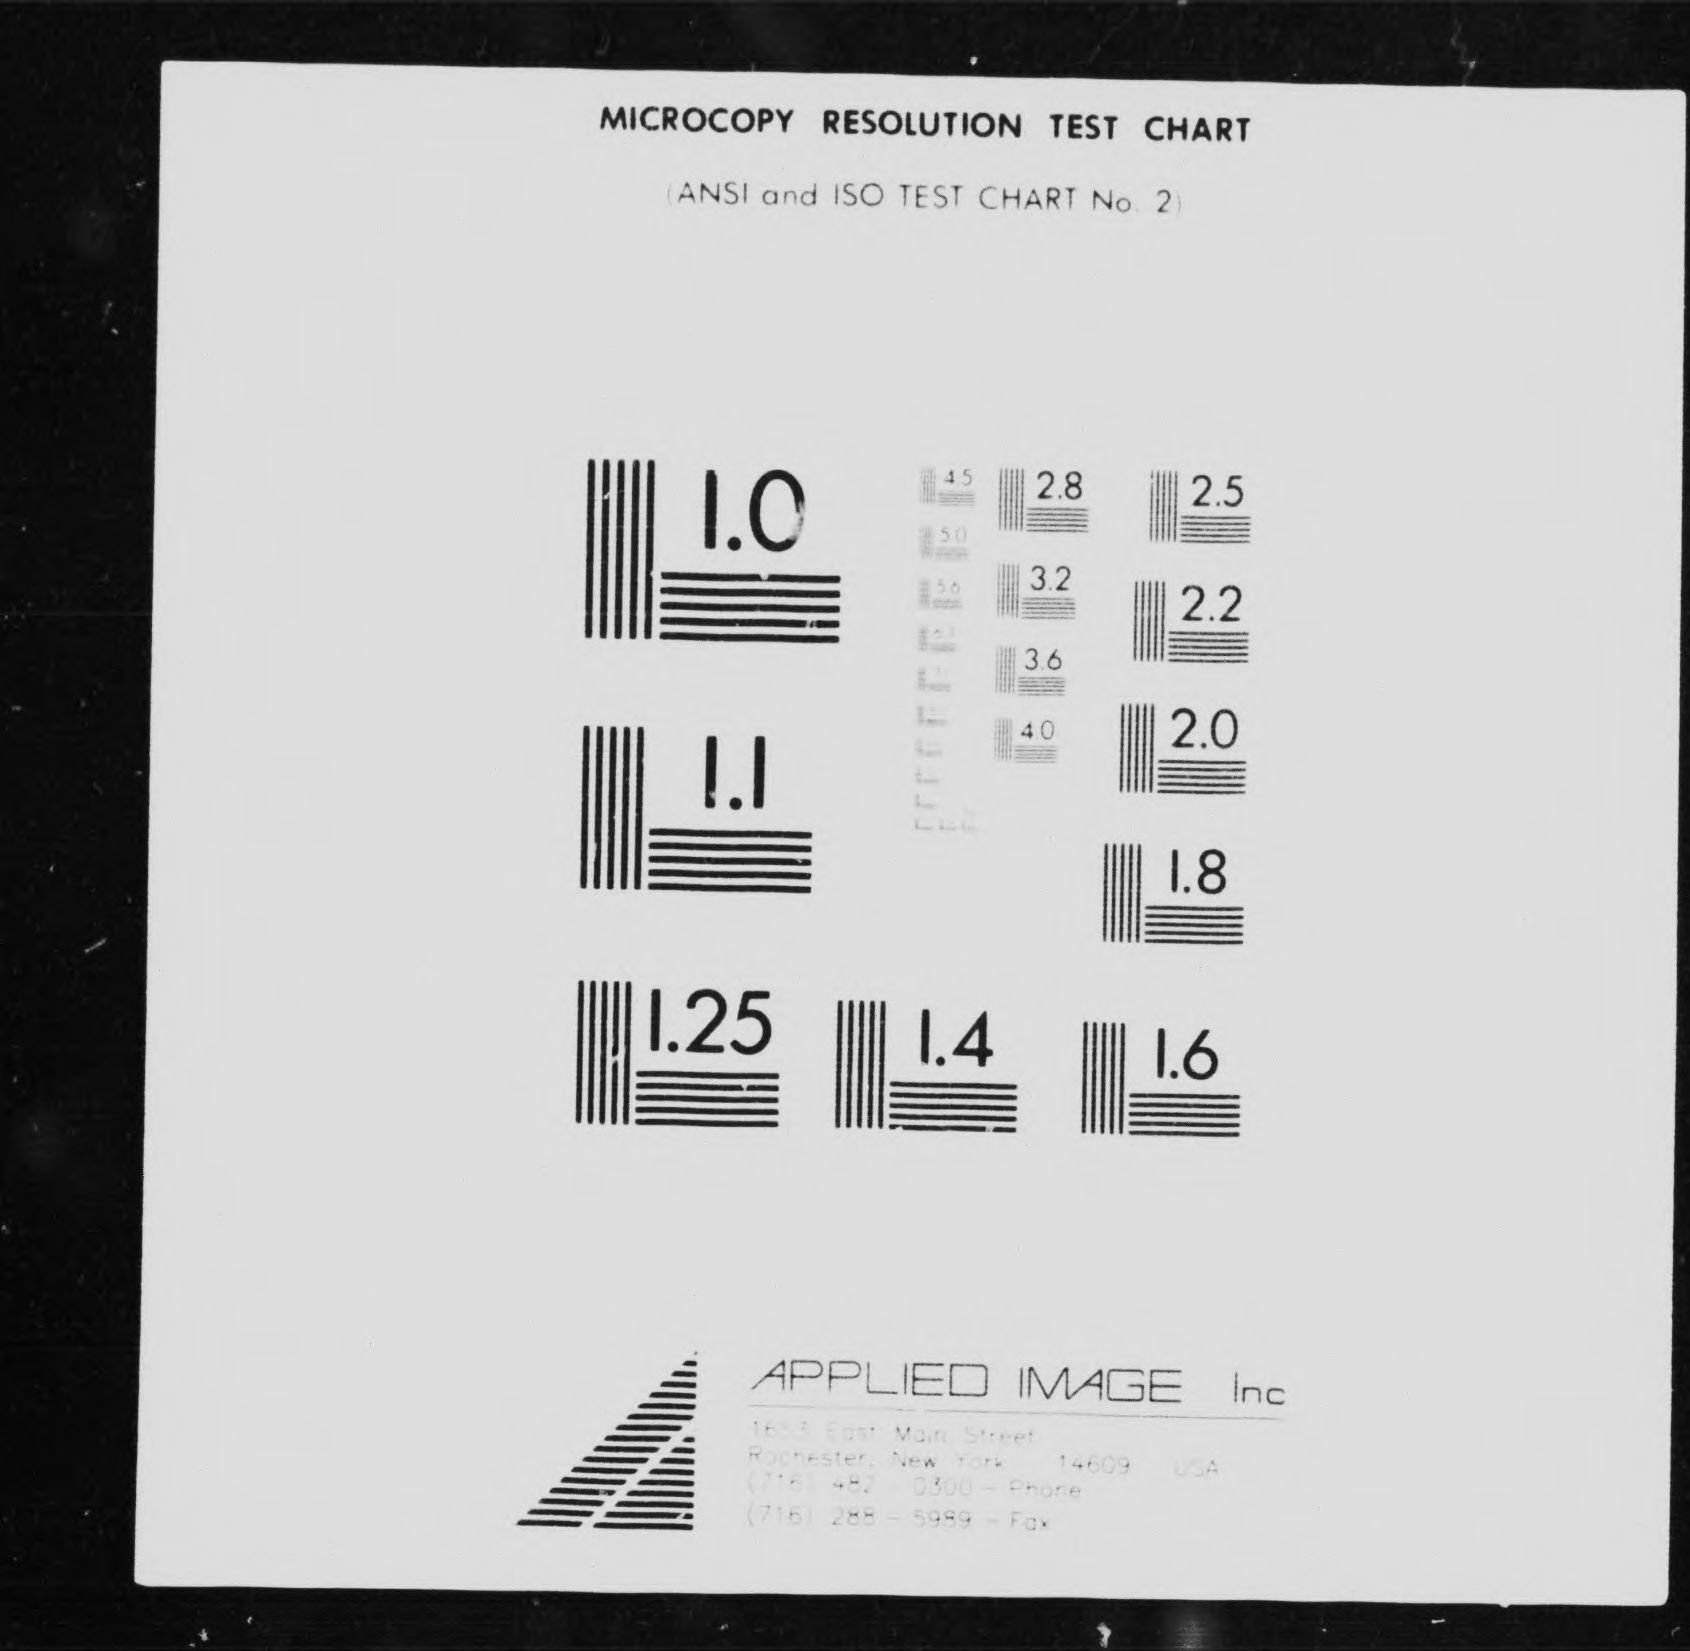 MICROCOPY RESOLUTION TEST CHART
(ANSI and ISO TEST CHART No. 2)
1.0
1.1
1.25
1.4
1.6
1.8
2.0
2.2
2.5
2.8
3.2
3.6
4.0
4.5
5.0
5.6
APPLIED IMAGE Inc
1653 East Main Street
Rochester, New York 14609 USA
(716) 482 - 0300 - Phone
(716) 288 - 5989 - Fax